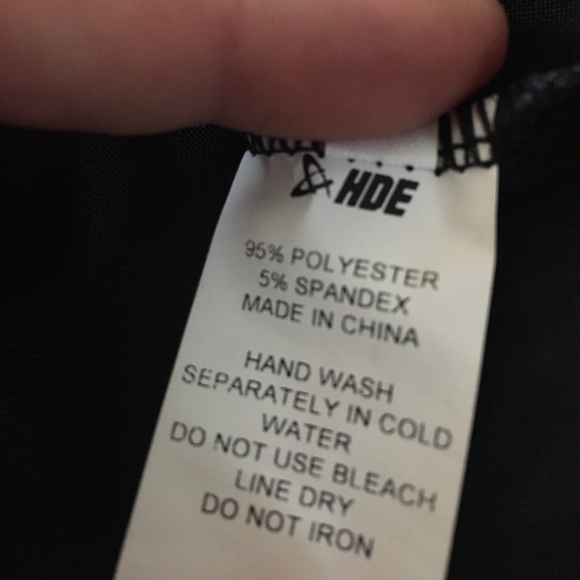 HDE
95% POLYESTER
5% SPANDEX
MADE IN CHINA
HAND WASH
SEPARATELY IN COLD
WATER
DO NOT USE BLEACH
LINE DRY
DO NOT IRON